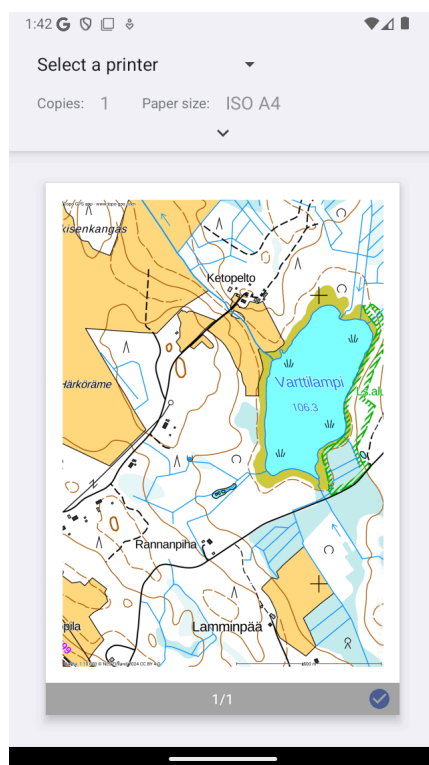 1:42
Select a printer
Copies: 1 Paper size: ISO A4
kisenkangas
Ketopelto
Varttilampi
106.3
Härköräme
Rannanpiha
Lamminpää
pila
1/1